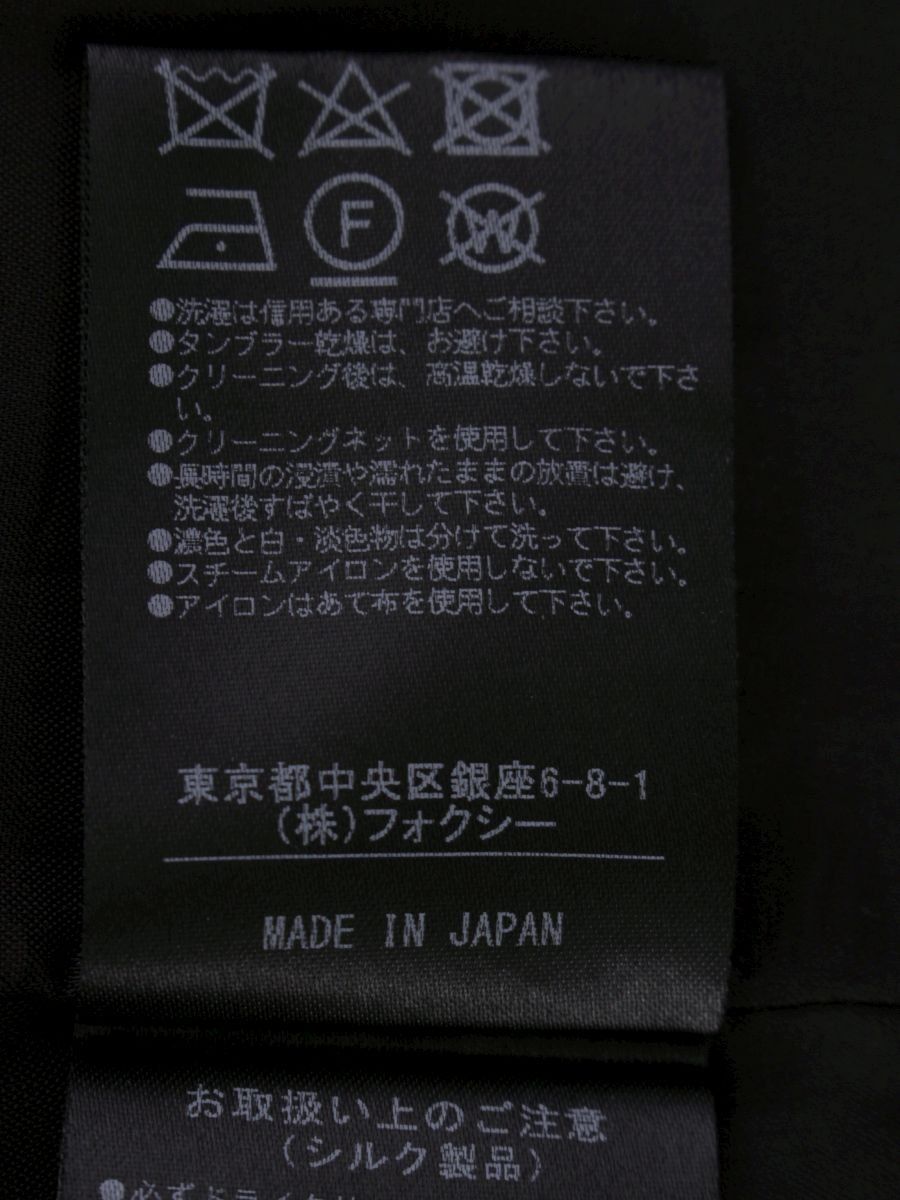 F
W
●洗濯は信用ある専門店へご相談下さい。
●タンブラー乾燥は、お避け下さい。
●クリーニング後は、高温乾燥しないで下さ
い。
●クリーニングネットを使用して下さい。
●長時間の浸漬や濡れたままの放置は避け、
洗濯後すばやく干して下さい。
●濃色と白・淡色物は分けて洗って下さい。
●スチームアイロンを使用しないで下さい。
●アイロンはあて布を使用して下さい。
東京都中央区銀座6-8-1
(株)フォクシー
MADE IN JAPAN
お取扱い上のご注意
(シルク製品)
●必ずドライクリ